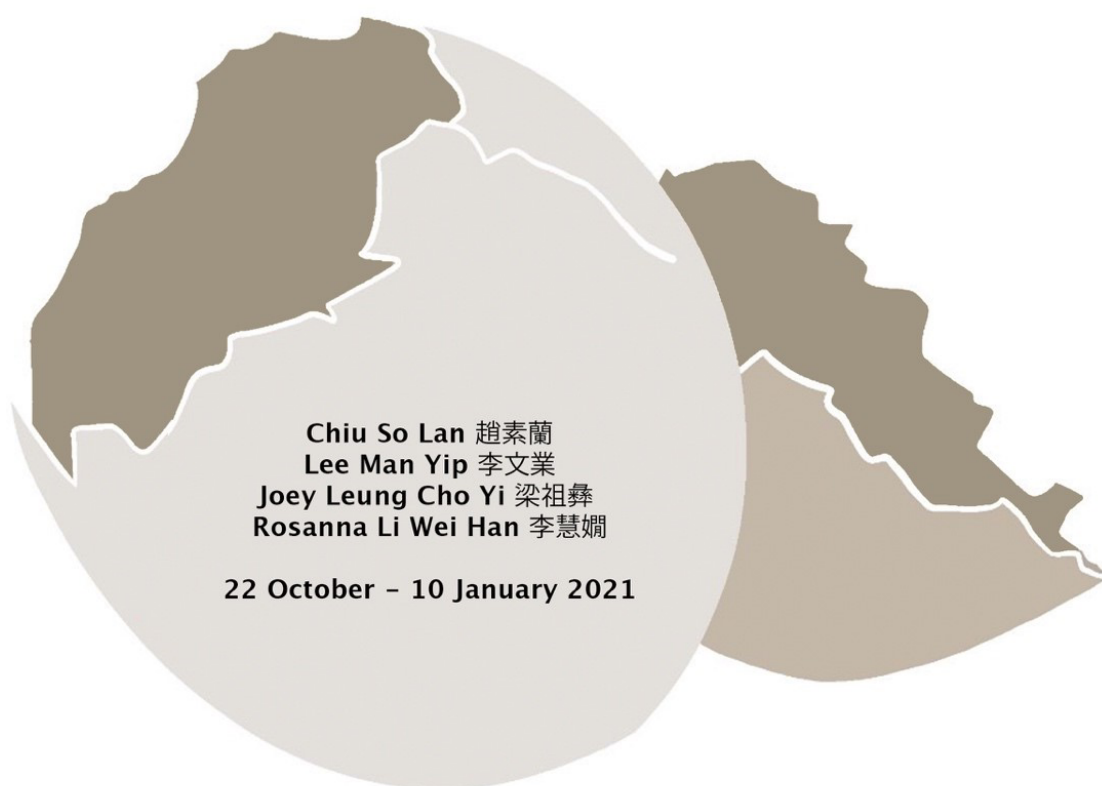 Chiu So Lan 趙素蘭
Lee Man Yip 李文業
Joey Leung Cho Yi 梁祖彝
Rosanna Li Wei Han 李慧嫺
22 October – 10 January 2021